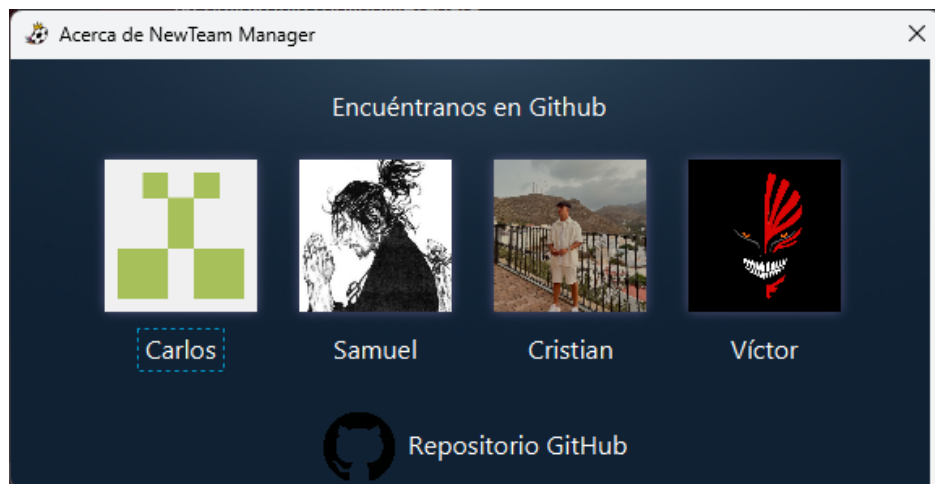 Acerca de NewTeam Manager
Encuéntranos en Github
Carlos
Samuel
Cristian
Víctor
Repositorio GitHub